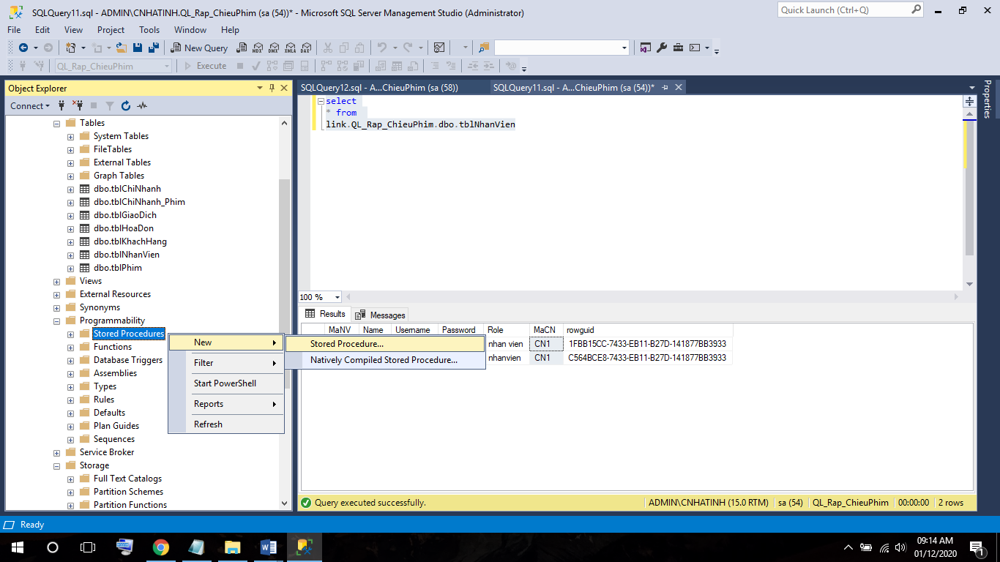 SQLQuery11.sql - ADMIN\CNHATINH.QL_Rap_ChieuPhim (sa (54))* - Microsoft SQL Server Management Studio (Administrator)
Quick Launch (Ctrl+Q)
File Edit View Project Tools Window Help
New Query MDX DMX XMLA DAX
QL_Rap_ChieuPhim Execute
Object Explorer
Connect
Tables
System Tables
FileTables
External Tables
Graph Tables
dbo.tblChiNhanh
dbo.tblChiNhanh_Phim
dbo.tblGiaoDich
dbo.tblHoaDon
dbo.tblKhachHang
dbo.tblNhanVien
dbo.tblPhim
Views
External Resources
Synonyms
Programmability
Stored Procedures
Functions
Database Triggers
Assemblies
Types
Rules
Defaults
Plan Guides
Sequences
Service Broker
Storage
Full Text Catalogs
Partition Schemes
Partition Functions
New
Filter
Start PowerShell
Reports
Refresh
Stored Procedure...
Natively Compiled Stored Procedure...
SQLQuery12.sql - A...ChieuPhim (sa (58)) SQLQuery11.sql - A...ChieuPhim (sa (54))*
select
* from
link.QL_Rap_ChieuPhim.dbo.tblNhanVien
100 %
Results Messages
MaNV Name Username Password Role MaCN rowguid
nhan vien CN1 1FBB15CC-7433-EB11-B27D-141877BB3933
nhanvien CN1 C564BCE8-7433-EB11-B27D-141877BB3933
Query executed successfully. ADMIN\CNHATINH (15.0 RTM) sa (54) QL_Rap_ChieuPhim 00:00:00 2 rows
Properties
Ready
09:14 AM
01/12/2020
1